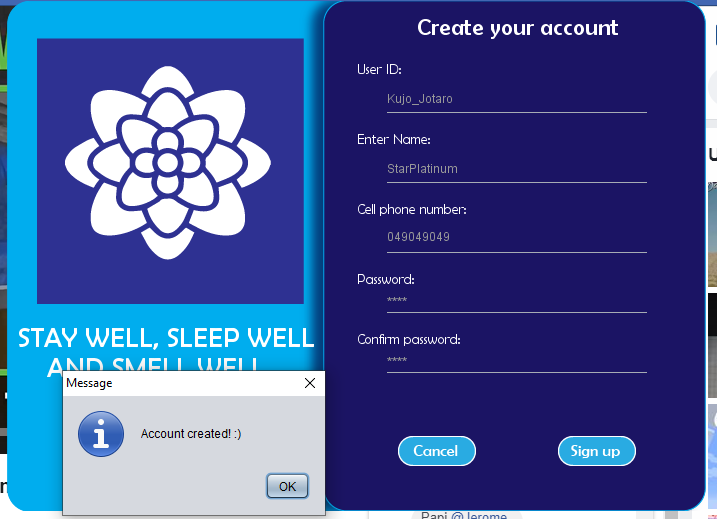 Create your account
User ID:
Kujo_Jotaro
Enter Name:
StarPlatinum
Cell phone number:
049049049
Password:
****
Confirm password:
****
Cancel
Sign up
STAY WELL, SLEEP WELL
AND SMELL WELL
Message
Account created! :)
OK
Papi @Jerome